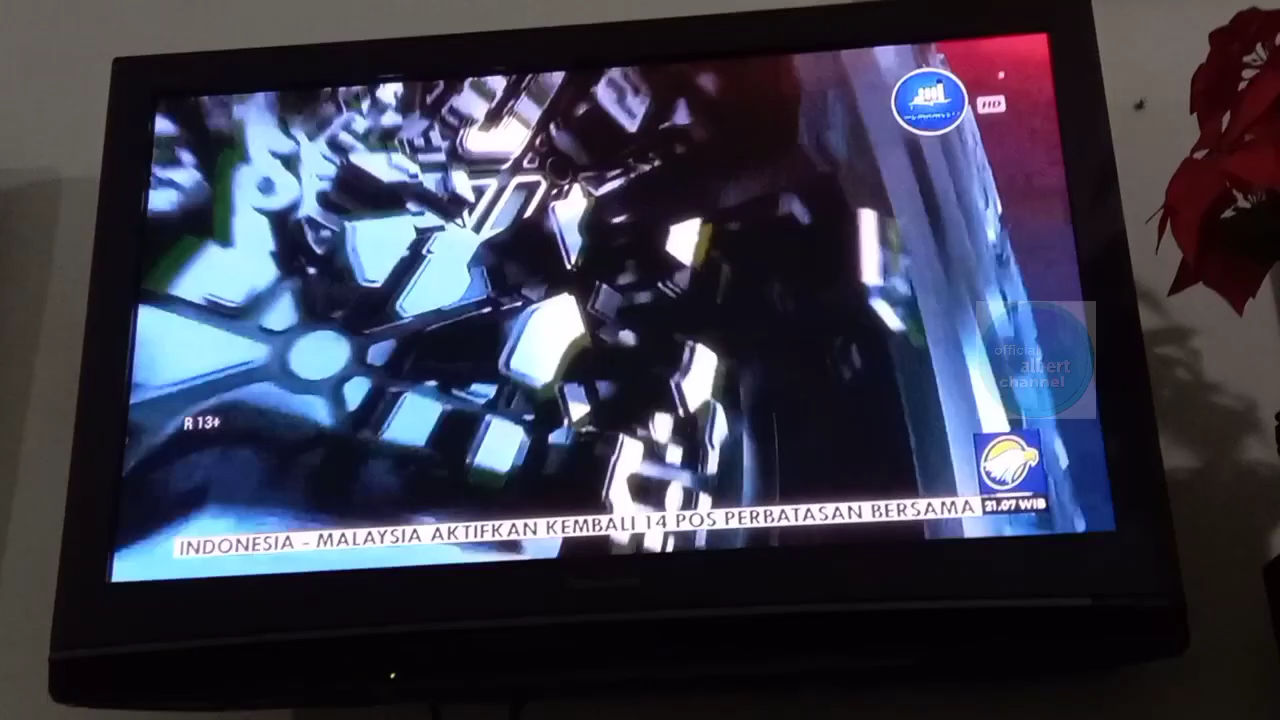 HD
official
albert
channel
R 13+
21.07 WIB
INDONESIA - MALAYSIA AKTIFKAN KEMBALI 14 POS PERBATASAN BERSAMA